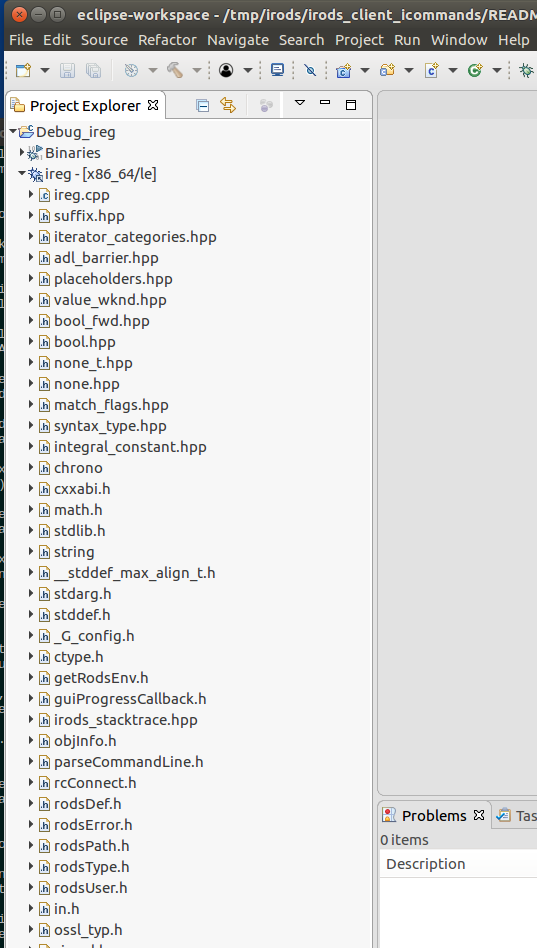 eclipse-workspace - /tmp/irods/irods_client_icommands/READM
File Edit Source Refactor Navigate Search Project Run Window Help
Project Explorer
Debug_ireg
Binaries
ireg - [x86_64/le]
ireg.cpp
suffix.hpp
iterator_categories.hpp
adl_barrier.hpp
placeholders.hpp
value_wknd.hpp
bool_fwd.hpp
bool.hpp
none_t.hpp
none.hpp
match_flags.hpp
syntax_type.hpp
integral_constant.hpp
chrono
cxxabi.h
math.h
stdlib.h
string
__stddef_max_align_t.h
stdarg.h
stddef.h
_G_config.h
ctype.h
getRodsEnv.h
guiProgressCallback.h
irods_stacktrace.hpp
objInfo.h
parseCommandLine.h
rcConnect.h
rodsDef.h
rodsError.h
rodsPath.h
rodsType.h
rodsUser.h
in.h
ossl_typ.h
Problems Tas
0 items
Description